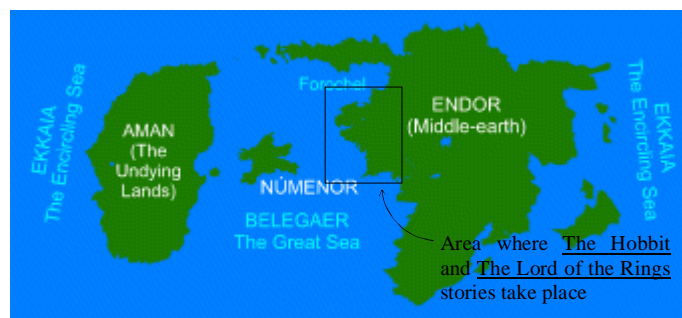 EKKAIA
The Encircling Sea
AMAN
(The
Undying
Lands)
Forochel
NÚMENOR
BELEGAER
The Great Sea
ENDOR
(Middle-earth)
EKKAIA
The Encircling Sea
Area where The Hobbit
and The Lord of the Rings
stories take place